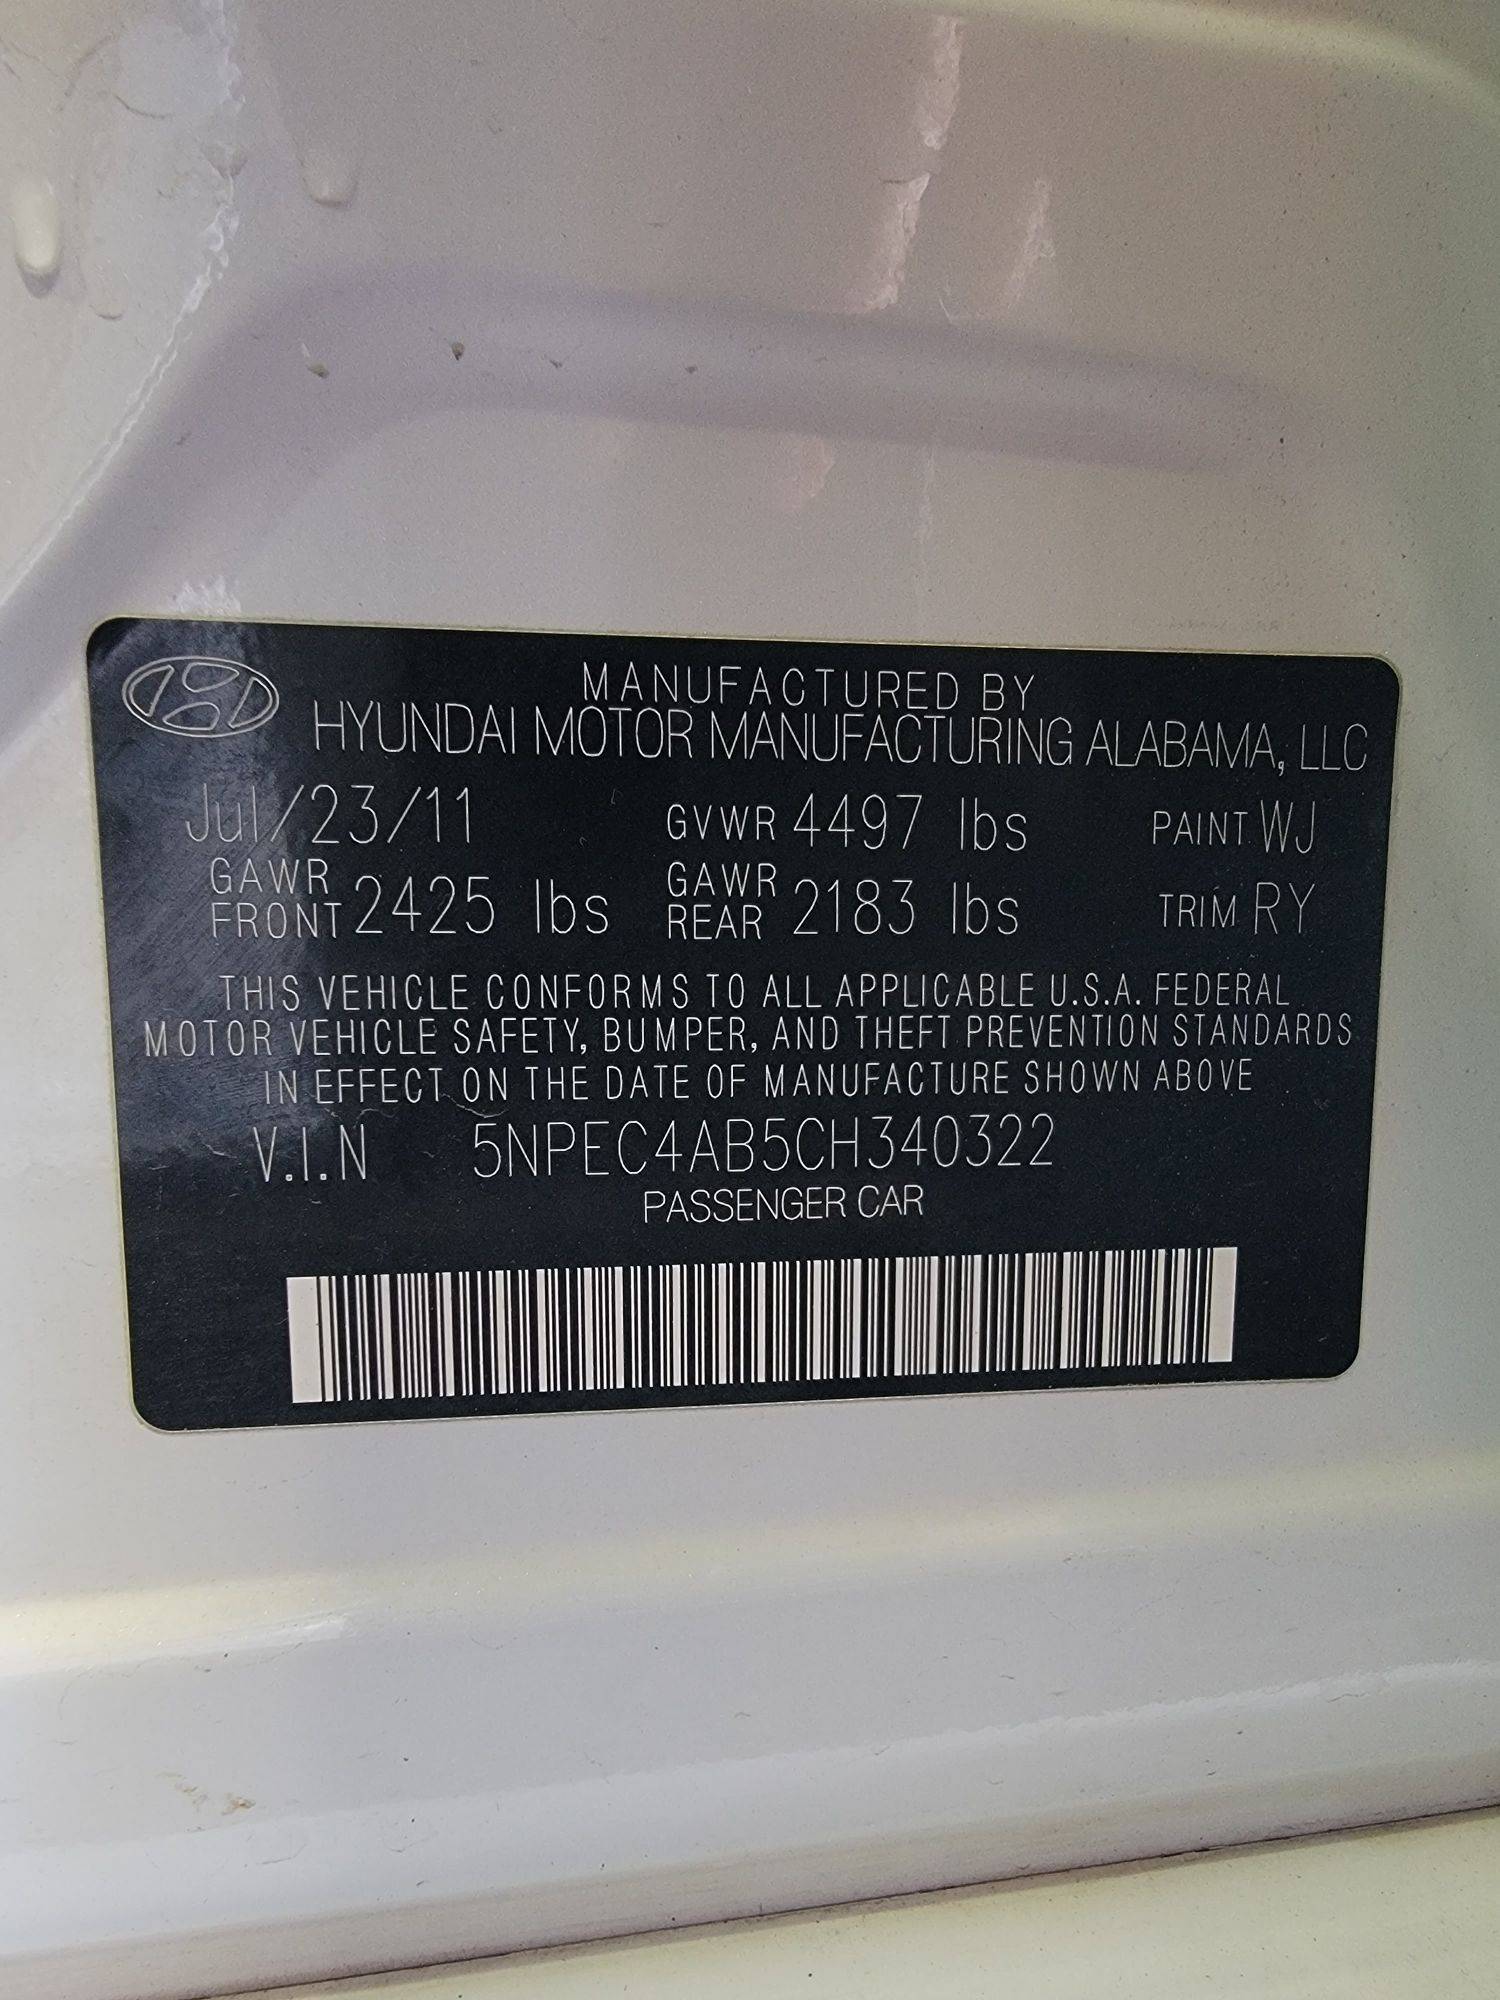 MANUFACTURED BY
HYUNDAI MOTOR MANUFACTURING ALABAMA, LLC
Jul/23/11 GVWR 4497 lbs PAINT WJ
GAWR FRONT 2425 lbs GAWR REAR 2183 lbs TRIM RY
THIS VEHICLE CONFORMS TO ALL APPLICABLE U.S.A. FEDERAL
MOTOR VEHICLE SAFETY, BUMPER, AND THEFT PREVENTION STANDARDS
IN EFFECT ON THE DATE OF MANUFACTURE SHOWN ABOVE
V.I.N 5NPEC4AB5CH340322
PASSENGER CAR